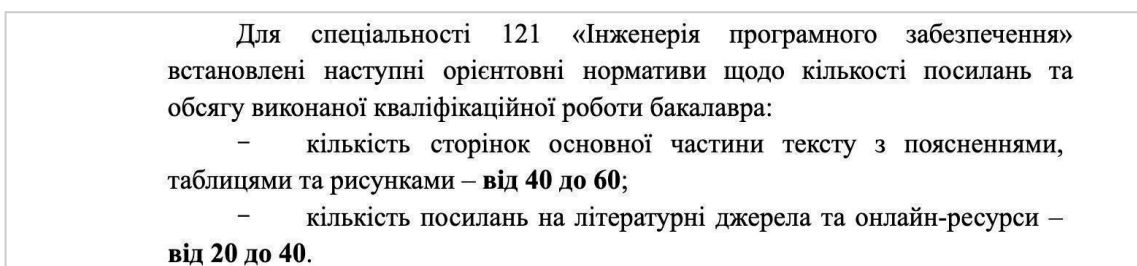 Для спеціальності 121 «Інженерія програмного забезпечення»
встановлені наступні орієнтовні нормативи щодо кількості посилань та
обсягу виконаної кваліфікаційної роботи бакалавра:
− кількість сторінок основної частини тексту з поясненнями,
таблицями та рисунками – від 40 до 60;
− кількість посилань на літературні джерела та онлайн-ресурси –
від 20 до 40.